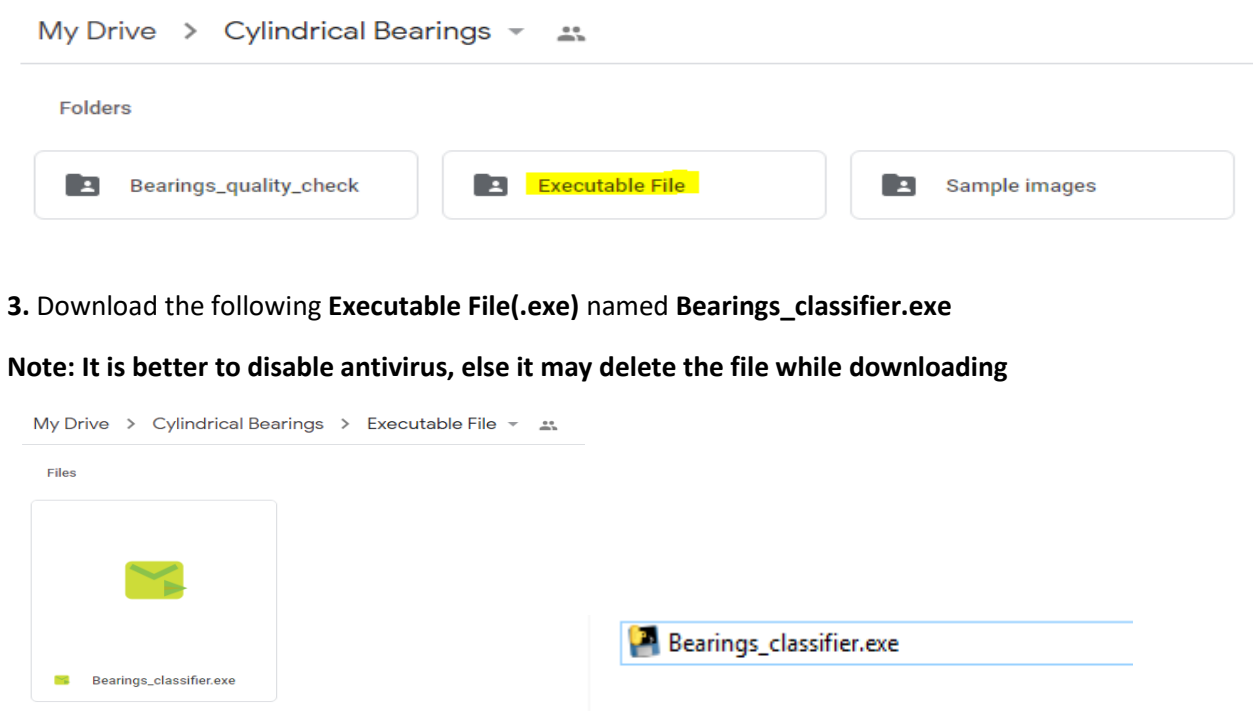 My Drive > Cylindrical Bearings
Folders
Bearings_quality_check
Executable File
Sample images
3. Download the following Executable File(.exe) named Bearings_classifier.exe
Note: It is better to disable antivirus, else it may delete the file while downloading
My Drive > Cylindrical Bearings > Executable File
Files
Bearings_classifier.exe
Bearings_classifier.exe